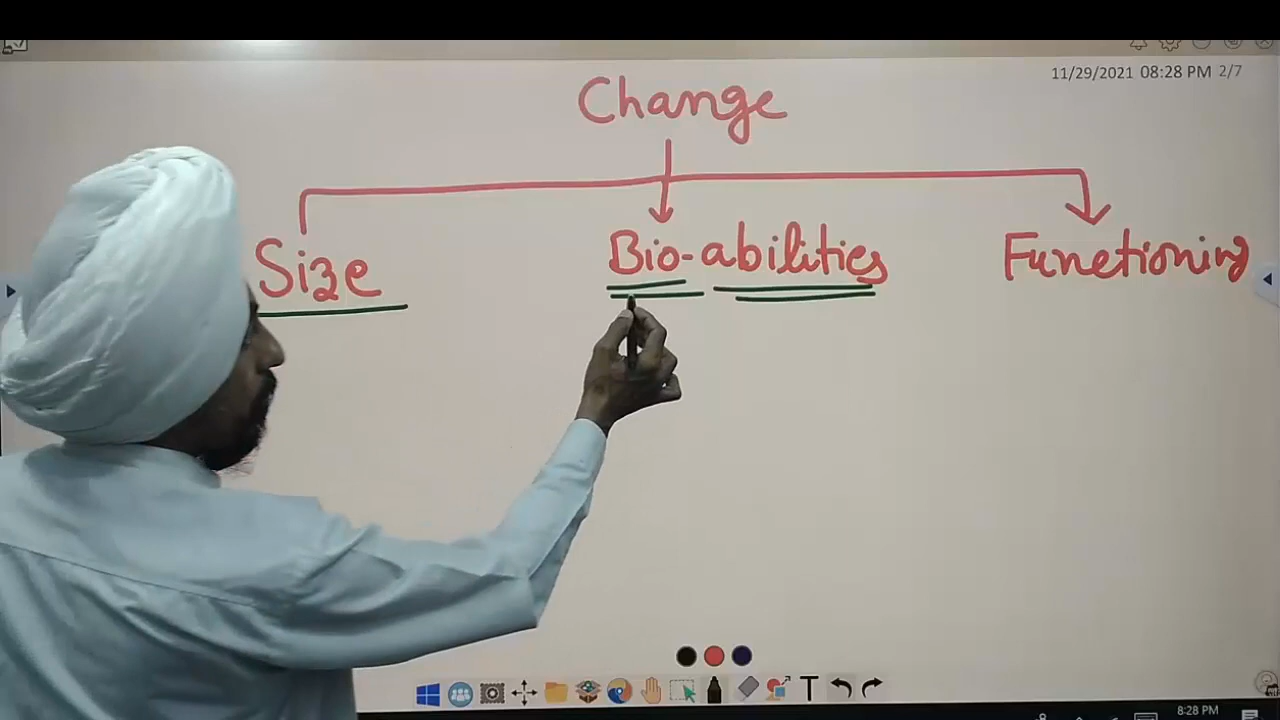 11/29/2021 08:28 PM 2/7
Change
Size Bio-abilities Functioning
T
8:28 PM